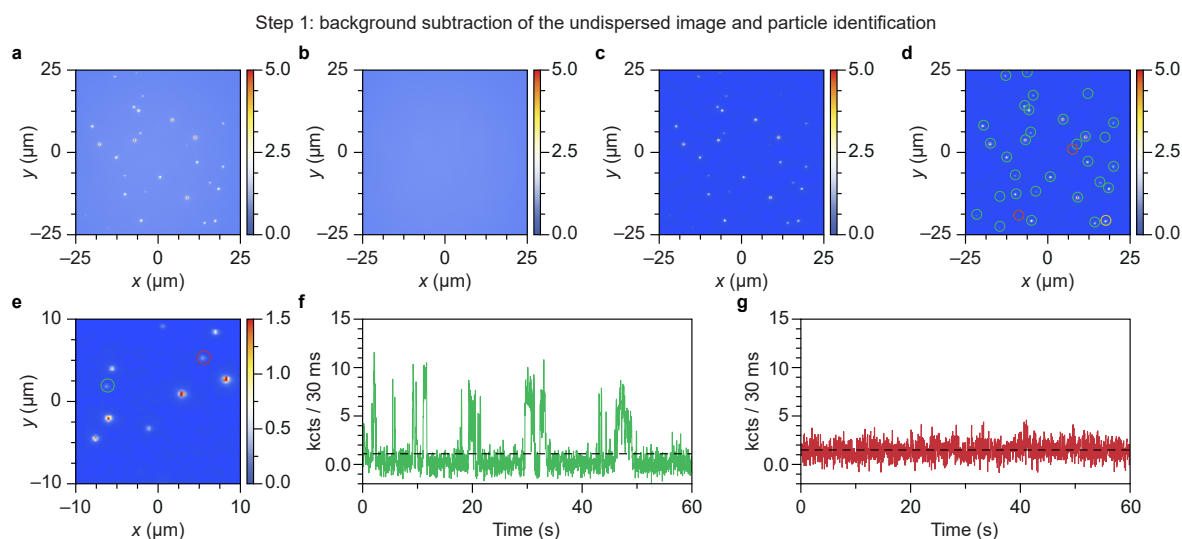 Step 1: background subtraction of the undispersed image and particle identification
a
25
0
−25
y (µm)
−25 0 25
x (µm)
5.0
2.5
0.0
b
25
0
−25
y (µm)
−25 0 25
x (µm)
5.0
2.5
0.0
c
25
0
−25
y (µm)
−25 0 25
x (µm)
5.0
2.5
0.0
d
25
0
−25
y (µm)
−25 0 25
x (µm)
5.0
2.5
0.0
e
10
0
−10
y (µm)
−10 0 10
x (µm)
1.5
1.0
0.5
0.0
f
15
10
5
0.0
kcts / 30 ms
0 20 40 60
Time (s)
g
15
10
5
0.0
kcts / 30 ms
0 20 40 60
Time (s)